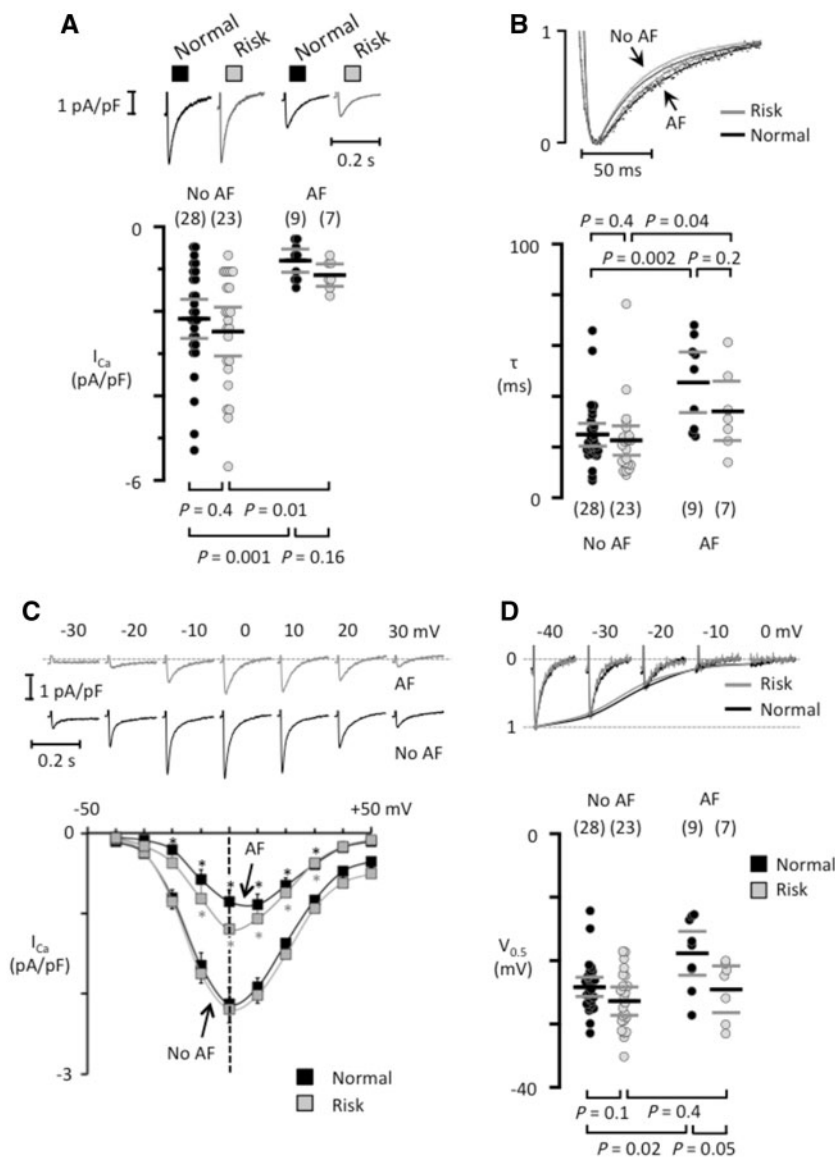 A
Normal Risk Normal Risk
1 pA/pF
0.2 s
No AF AF
(28) (23) (9) (7)
0
I_Ca
(pA/pF)
-6
P = 0.4 P = 0.01
P = 0.001 P = 0.16
B
1
No AF
AF
Risk
Normal
0
50 ms
P = 0.4 P = 0.04
100
P = 0.002 P = 0.2
τ
(ms)
0
(28) (23) (9) (7)
No AF AF
C
-30 -20 -10 0 10 20 30 mV
1 pA/pF
AF
0.2 s
No AF
-50 +50 mV
0
* * * * * *
AF
* * * * *
I_Ca
(pA/pF)
No AF
-3
Normal
Risk
D
-40 -30 -20 -10 0 mV
0
Risk
Normal
1
No AF AF
(28) (23) (9) (7)
0
Normal
Risk
V_0.5
(mV)
-40
P = 0.1 P = 0.4
P = 0.02 P = 0.05